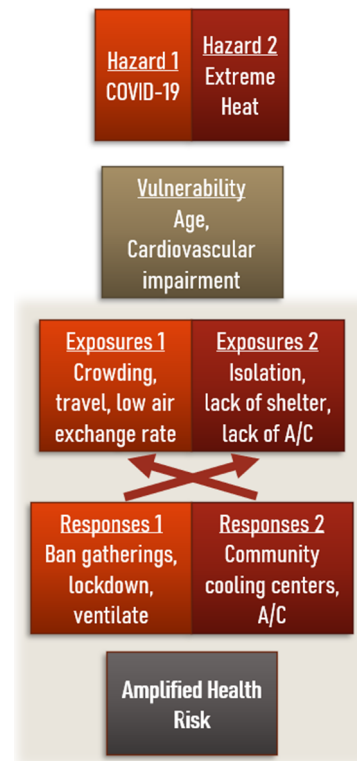 Hazard 1
COVID-19
Hazard 2
Extreme
Heat
Vulnerability
Age,
Cardiovascular
impairment
Exposures 1
Crowding,
travel, low air
exchange rate
Exposures 2
Isolation,
lack of shelter,
lack of A/C
Responses 1
Ban gatherings,
lockdown,
ventilate
Responses 2
Community
cooling centers,
A/C
Amplified Health
Risk